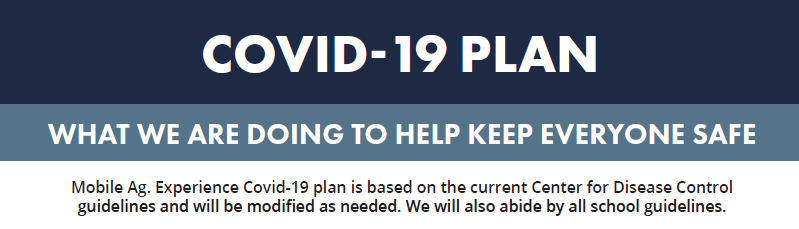 COVID-19 PLAN
WHAT WE ARE DOING TO HELP KEEP EVERYONE SAFE
Mobile Ag. Experience Covid-19 plan is based on the current Center for Disease Control
guidelines and will be modified as needed. We will also abide by all school guidelines.